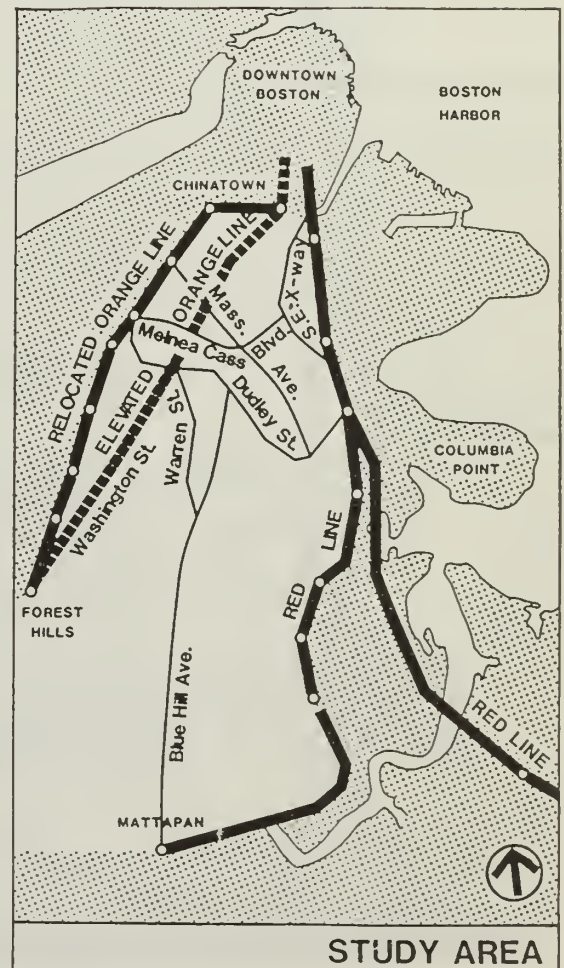 DOWNTOWN
BOSTON
BOSTON
HARBOR
CHINATOWN
RELOCATED ORANGE LINE
ELEVATED ORANGE LINE
Washington St.
Mass. Ave.
S.E. X-way
Melnea Cass Blvd.
Dudley St.
Warren St.
COLUMBIA
POINT
RED LINE
FOREST
HILLS
Blue Hill Ave.
RED LINE
MATTAPAN
STUDY AREA